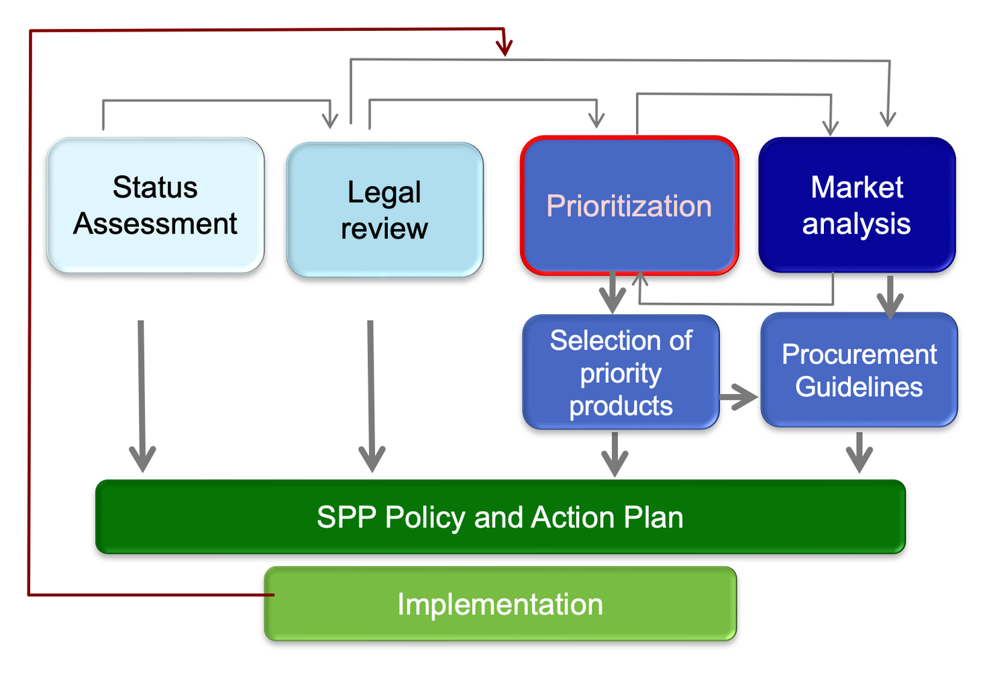 Status
Assessment
Legal
review
Prioritization
Market
analysis
Selection of
priority
products
Procurement
Guidelines
SPP Policy and Action Plan
Implementation